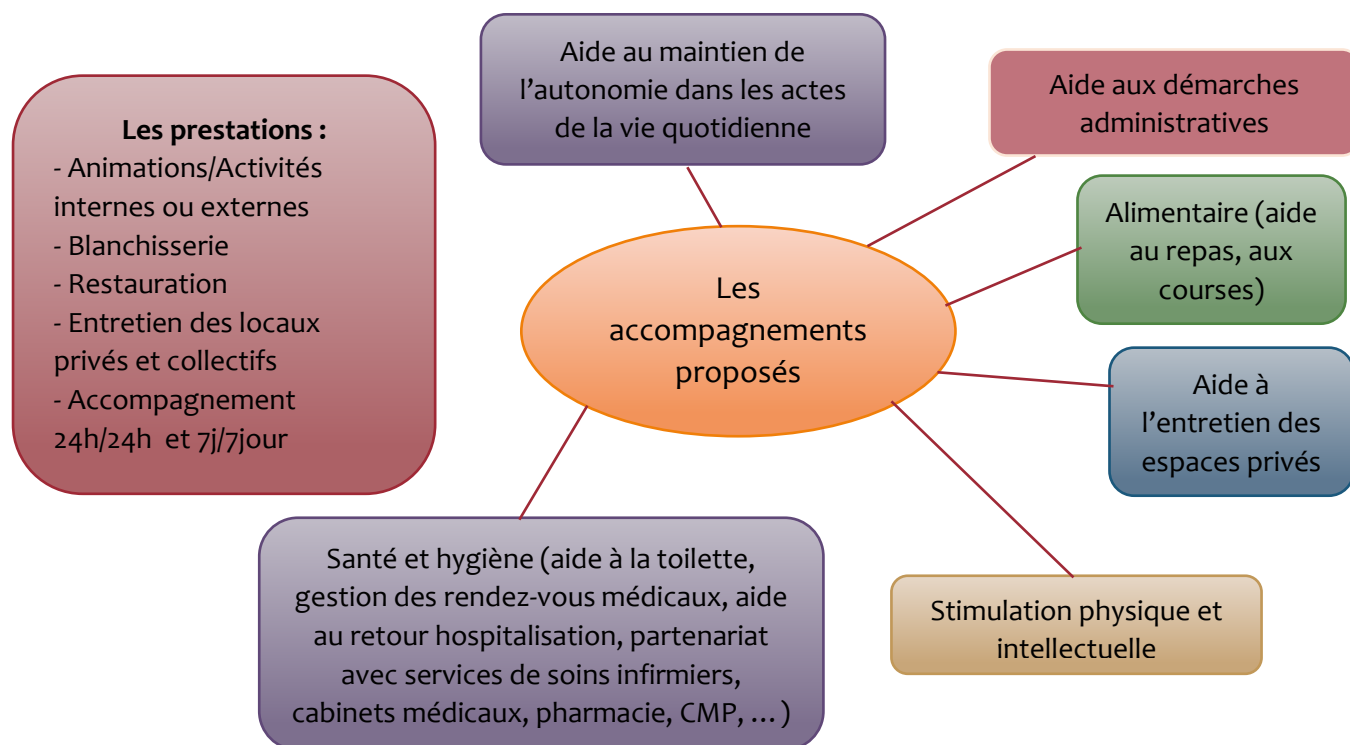 Les prestations :
- Animations/Activités
internes ou externes
- Blanchisserie
- Restauration
- Entretien des locaux
privés et collectifs
- Accompagnement
24h/24h et 7j/7jour
Aide au maintien de
l’autonomie dans les actes
de la vie quotidienne
Aide aux démarches
administratives
Alimentaire (aide
au repas, aux
courses)
Les
accompagnements
proposés
Aide à
l’entretien des
espaces privés
Santé et hygiène (aide à la toilette,
gestion des rendez-vous médicaux, aide
au retour hospitalisation, partenariat
avec services de soins infirmiers,
cabinets médicaux, pharmacie, CMP, … )
Stimulation physique et
intellectuelle